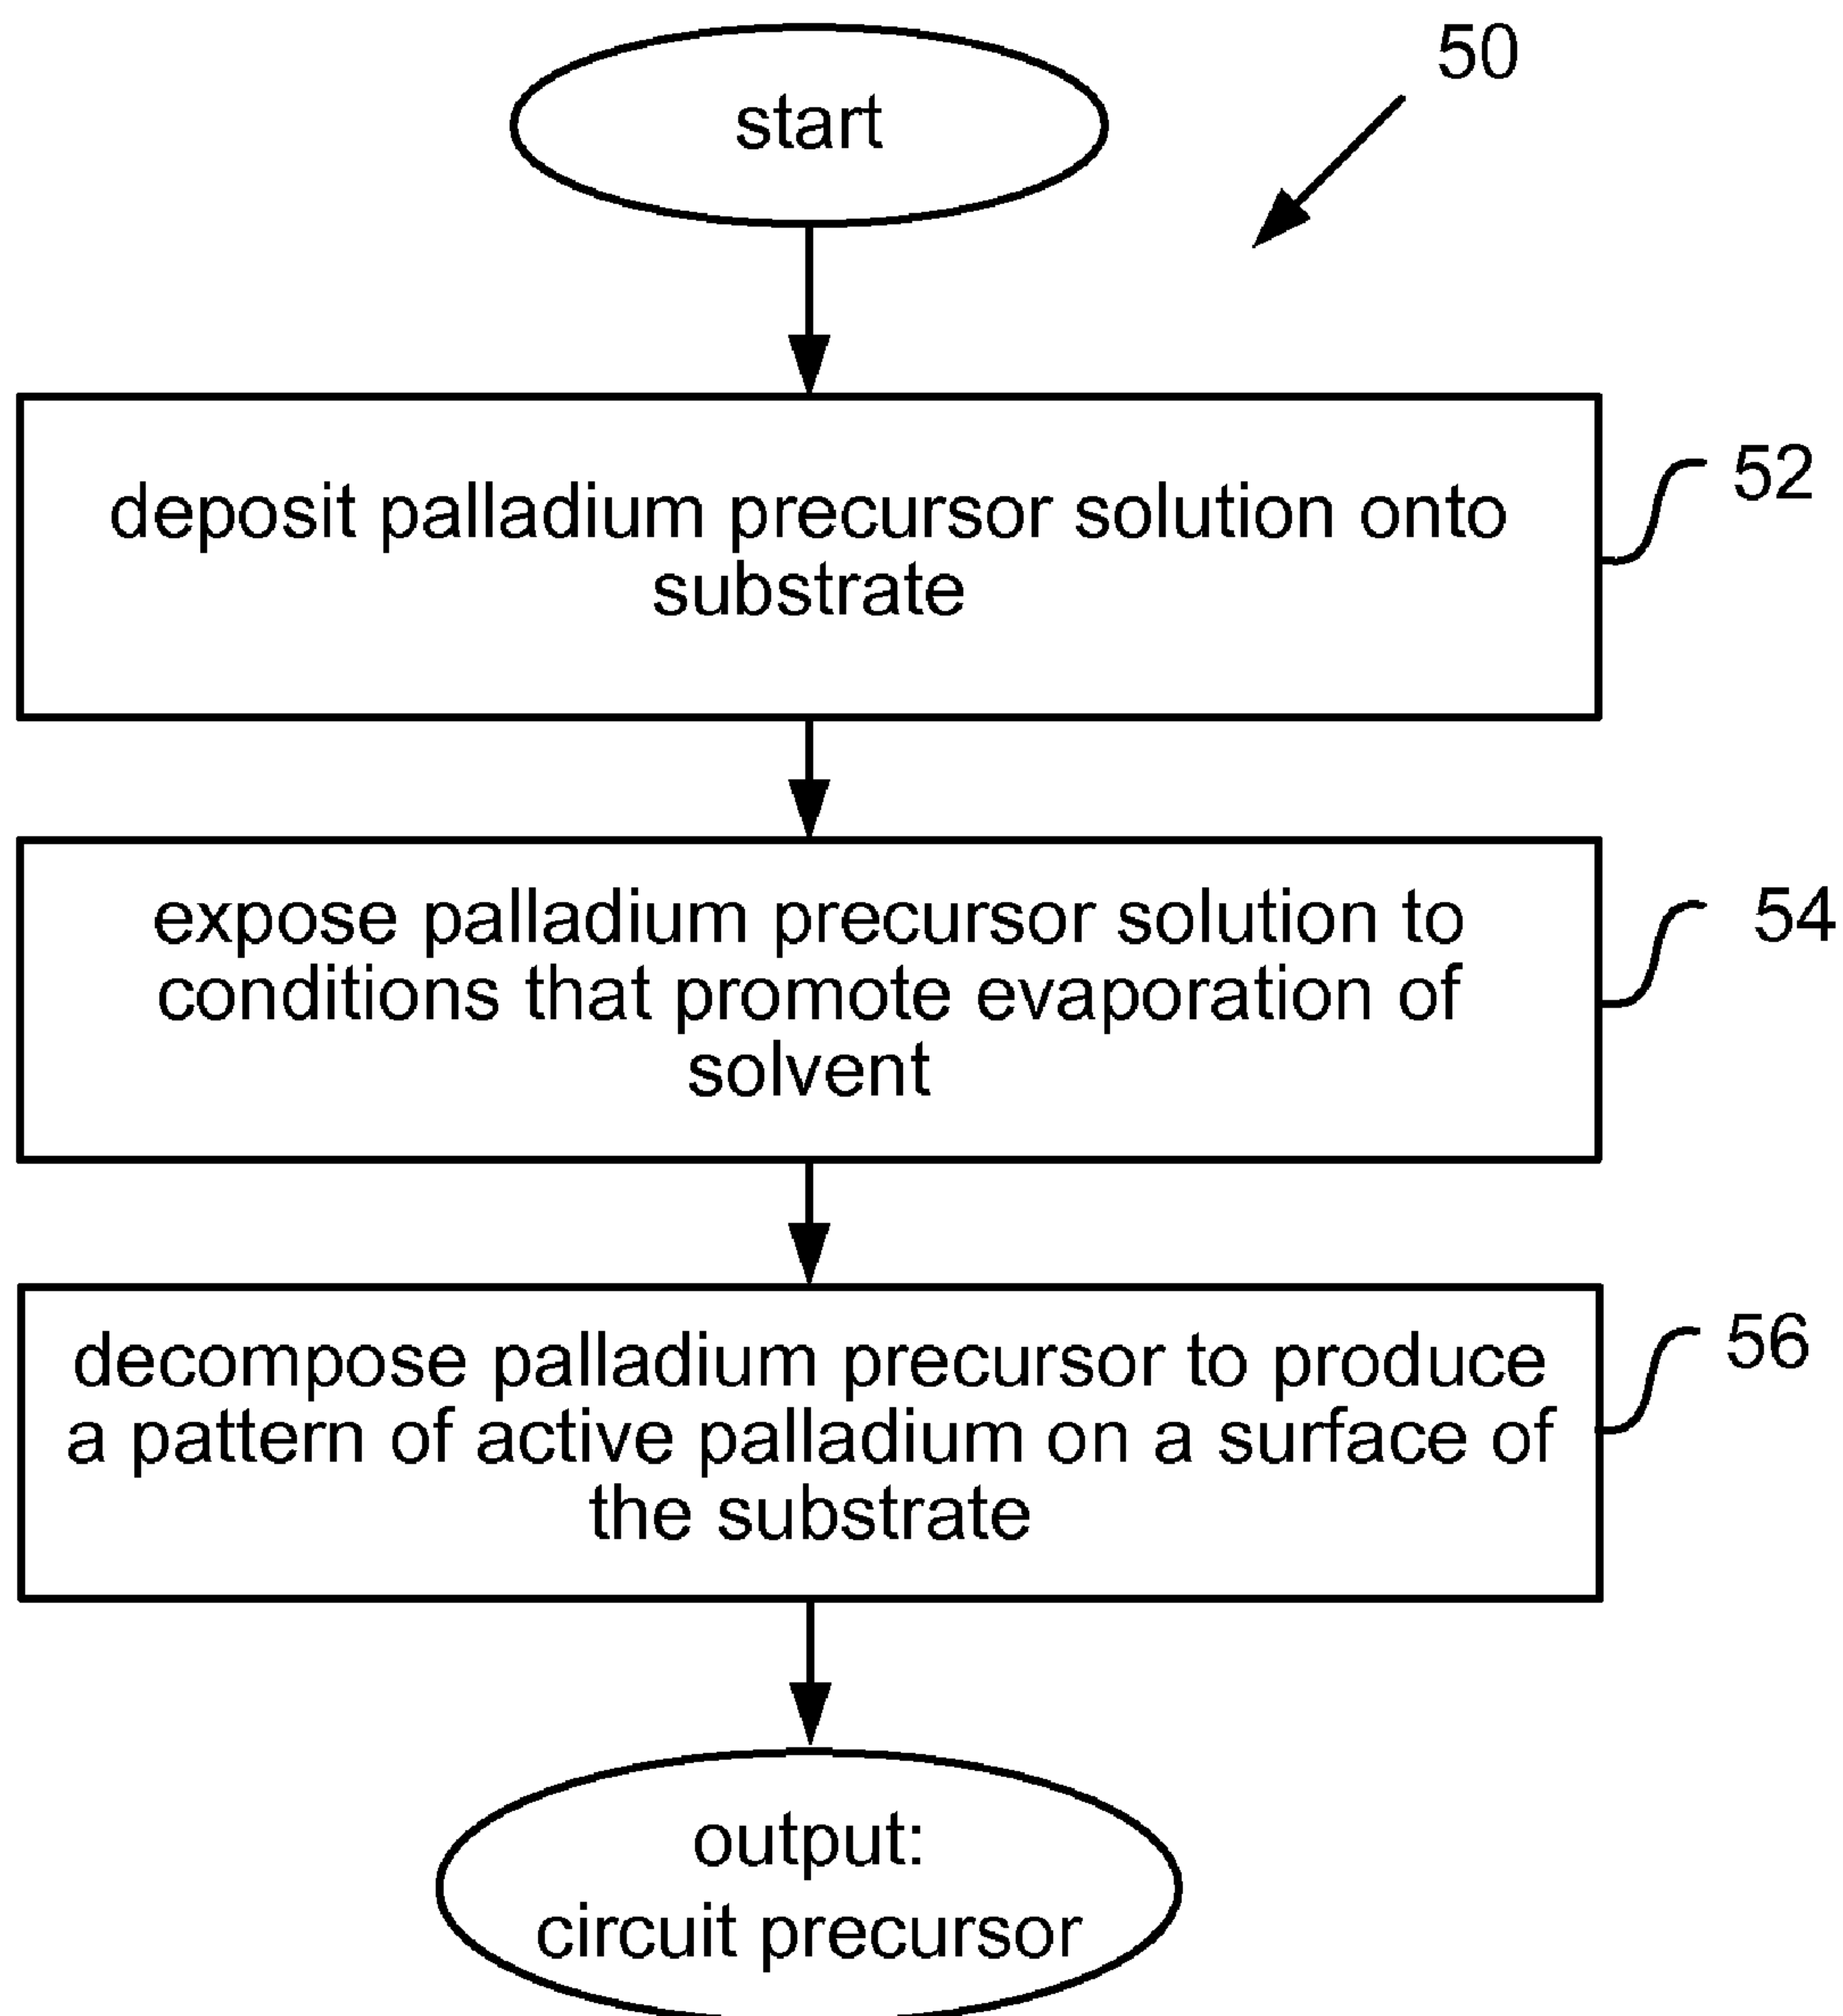 50
start
52
deposit palladium precursor solution onto
substrate
54
expose palladium precursor solution to
conditions that promote evaporation of
solvent
56
decompose palladium precursor to produce
a pattern of active palladium on a surface of
the substrate
output:
circuit precursor